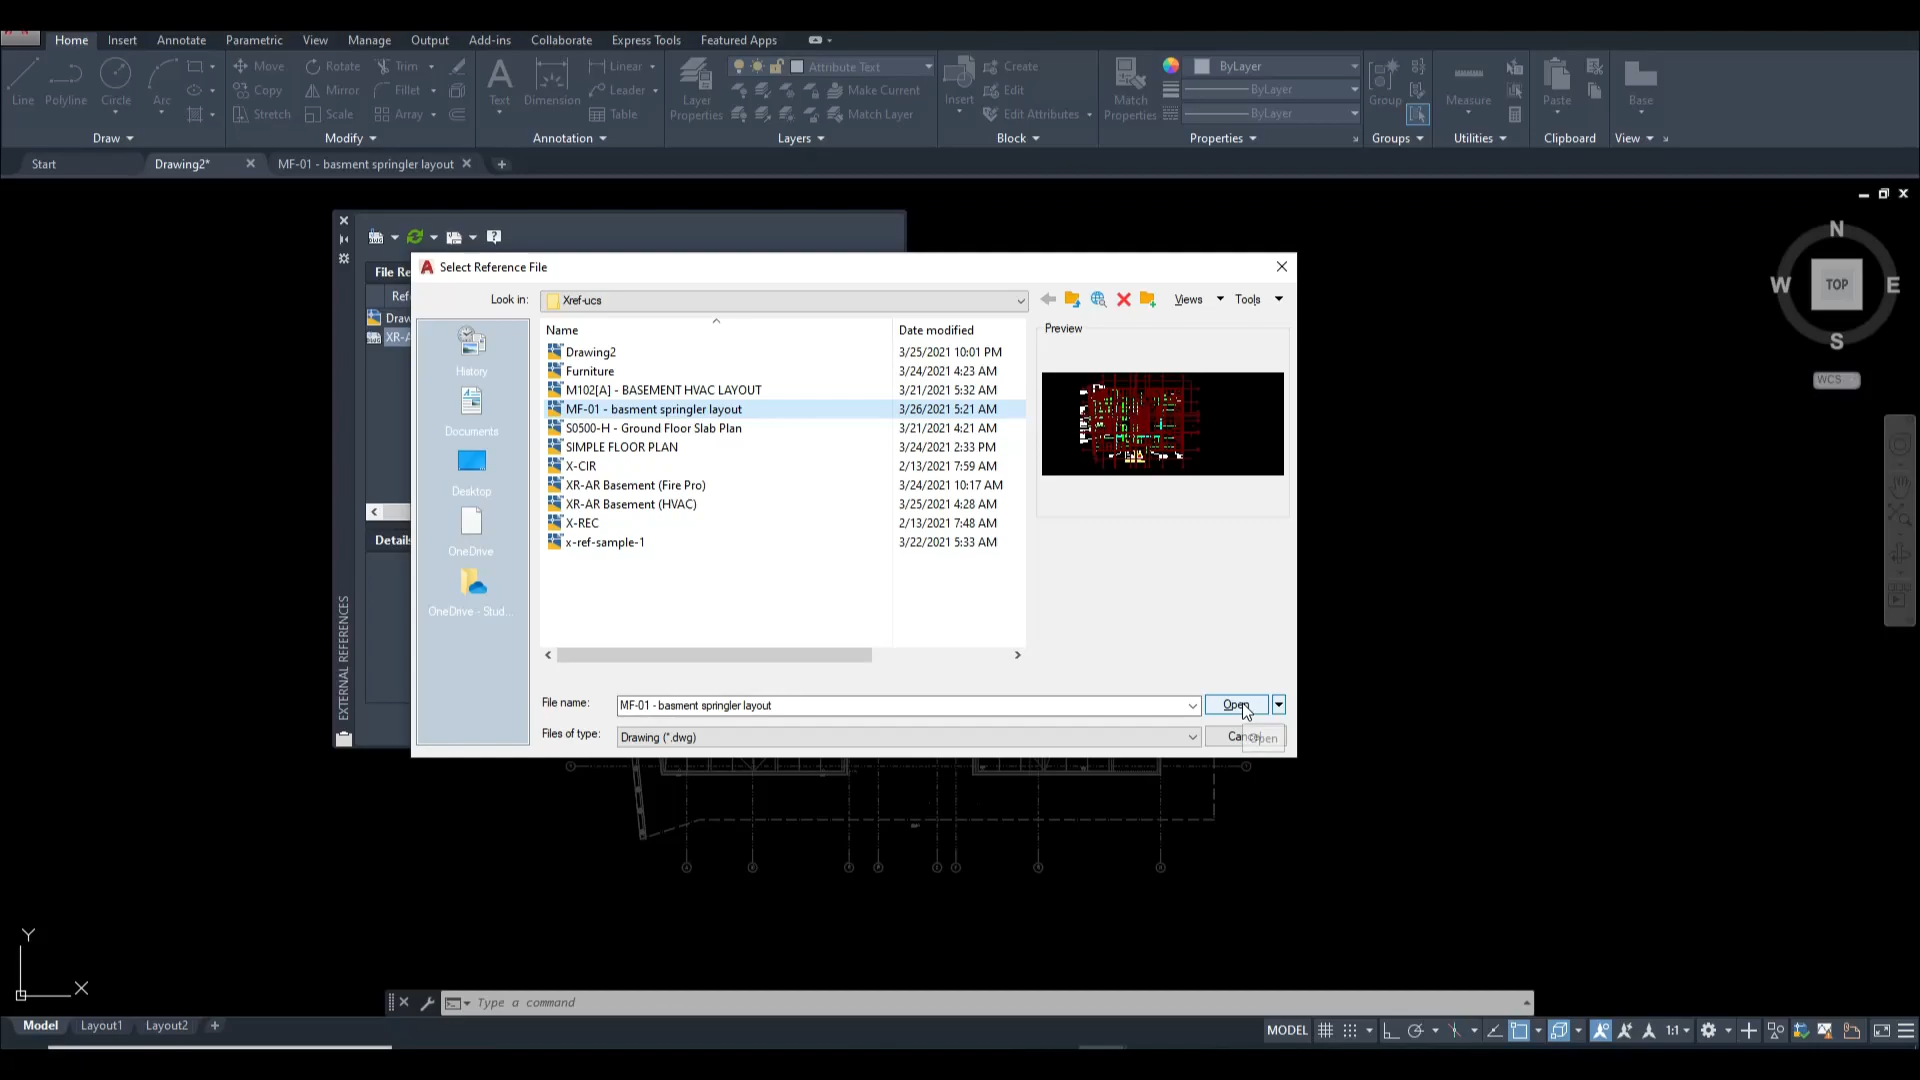 Home Insert Annotate Parametric View Manage Output Add-ins Collaborate Express Tools Featured Apps
Move Rotate Trim Linear Attribute Text Create ByLayer
Line Polyline Circle Arc Copy Mirror Fillet Text Dimension Leader Layer Properties Make Current Insert Edit Match Properties ByLayer Group Measure Paste Base
Stretch Scale Array Table Match Layer Edit Attributes ByLayer
Draw Modify Annotation Layers Block Properties Groups Utilities Clipboard View
Start Drawing2* MF-01 - basment springler layout
N
W TOP E
S
WCS
File Re
Refe
Draw
XR-A
Details
EXTERNAL REFERENCES
Select Reference File
Look in: Xref-ucs Views Tools
History
Documents
Desktop
OneDrive
OneDrive - Stud...
Name Date modified
Drawing2 3/25/2021 10:01 PM
Furniture 3/24/2021 4:23 AM
M102[A] - BASEMENT HVAC LAYOUT 3/21/2021 5:32 AM
MF-01 - basment springler layout 3/26/2021 5:21 AM
S0500-H - Ground Floor Slab Plan 3/21/2021 4:21 AM
SIMPLE FLOOR PLAN 3/24/2021 2:33 PM
X-CIR 2/13/2021 7:59 AM
XR-AR Basement (Fire Pro) 3/24/2021 10:17 AM
XR-AR Basement (HVAC) 3/25/2021 4:28 AM
X-REC 2/13/2021 7:48 AM
x-ref-sample-1 3/22/2021 5:33 AM
Preview
File name: MF-01 - basment springler layout Open
Files of type: Drawing (*.dwg) Cancel Open
Y
X
Type a command
Model Layout1 Layout2
MODEL 1:1